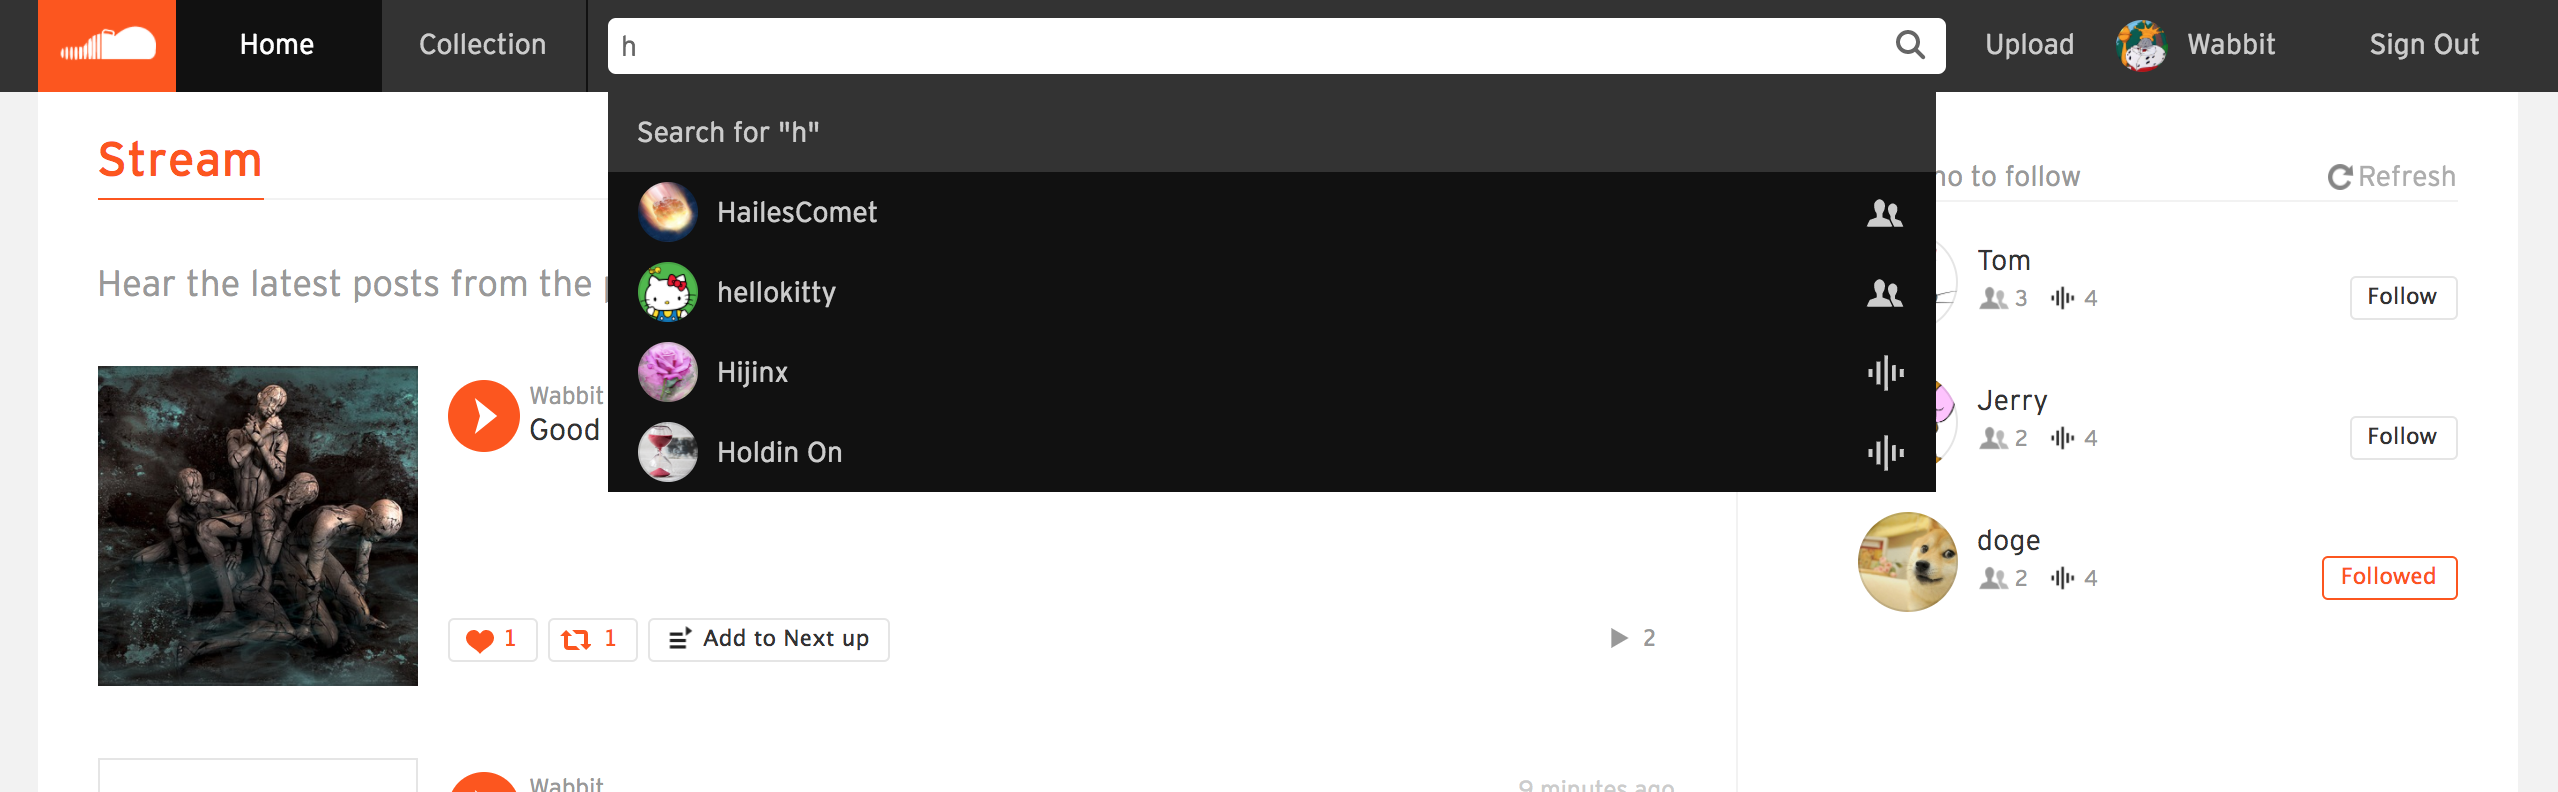 Home
Collection
h
Upload
Wabbit
Sign Out
Search for "h"
HailesComet
hellokitty
Hijinx
Holdin On
Stream
Hear the latest posts from the
Wabbit
Good
1
1
Add to Next up
2
Wabbit
9 minutes ago
to follow
Refresh
Tom
3
4
Follow
Jerry
2
4
Follow
doge
2
4
Followed